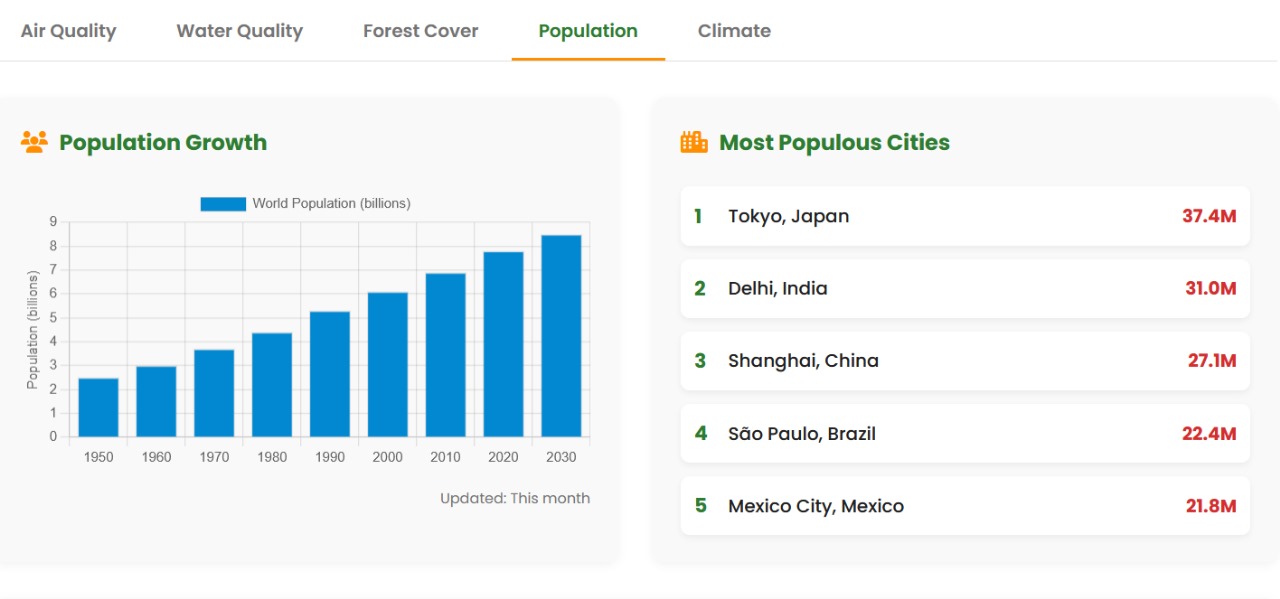 Air Quality Water Quality Forest Cover Population Climate
Population Growth
World Population (billions)
Population (billions)
9
8
7
6
5
4
3
2
1
0
1950 1960 1970 1980 1990 2000 2010 2020 2030
Updated: This month
Most Populous Cities
1 Tokyo, Japan 37.4M
2 Delhi, India 31.0M
3 Shanghai, China 27.1M
4 São Paulo, Brazil 22.4M
5 Mexico City, Mexico 21.8M